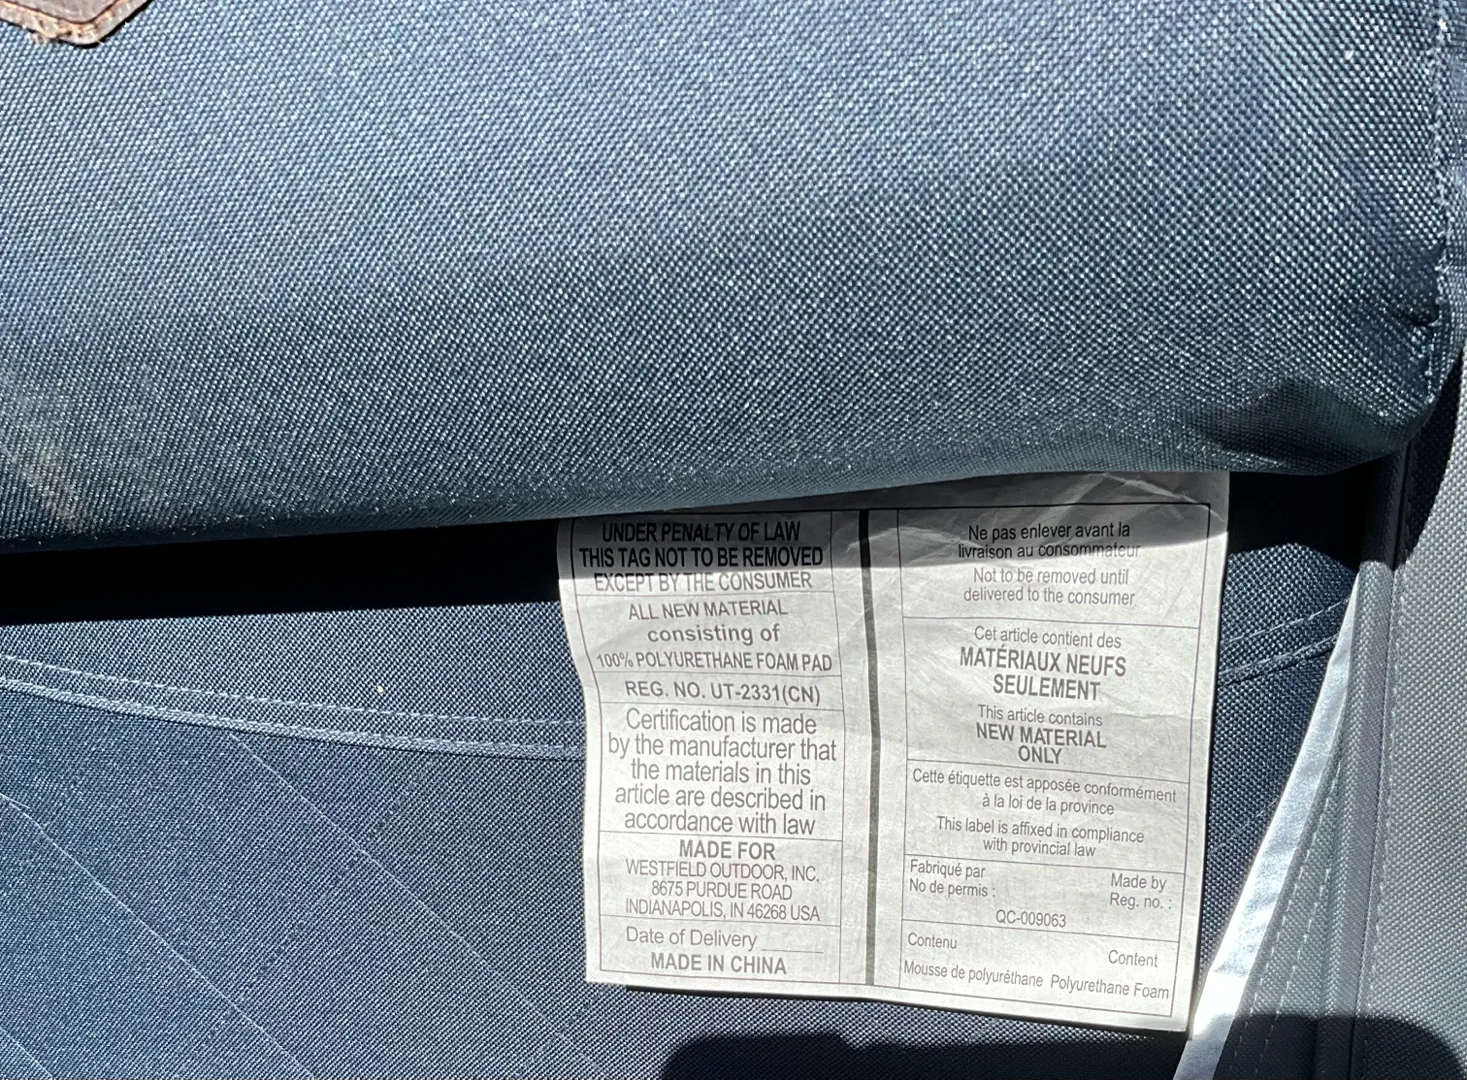 UNDER PENALTY OF LAW
THIS TAG NOT TO BE REMOVED
EXCEPT BY THE CONSUMER
ALL NEW MATERIAL
consisting of
100% POLYURETHANE FOAM PAD
REG. NO. UT-2331(CN)
Certification is made
by the manufacturer that
the materials in this
article are described in
accordance with law
MADE FOR
WESTFIELD OUTDOOR, INC.
8675 PURDUE ROAD
INDIANAPOLIS, IN 46268 USA
Date of Delivery ______
MADE IN CHINA
Ne pas enlever avant la
livraison au consommateur
Not to be removed until
delivered to the consumer
Cet article contient des
MATÉRIAUX NEUFS
SEULEMENT
This article contains
NEW MATERIAL
ONLY
Cette étiquette est apposée conformément
à la loi de la province
This label is affixed in compliance
with provincial law
Fabriqué par Made by
No de permis : Reg. no. :
QC-009063
Contenu Content
Mousse de polyuréthane Polyurethane Foam